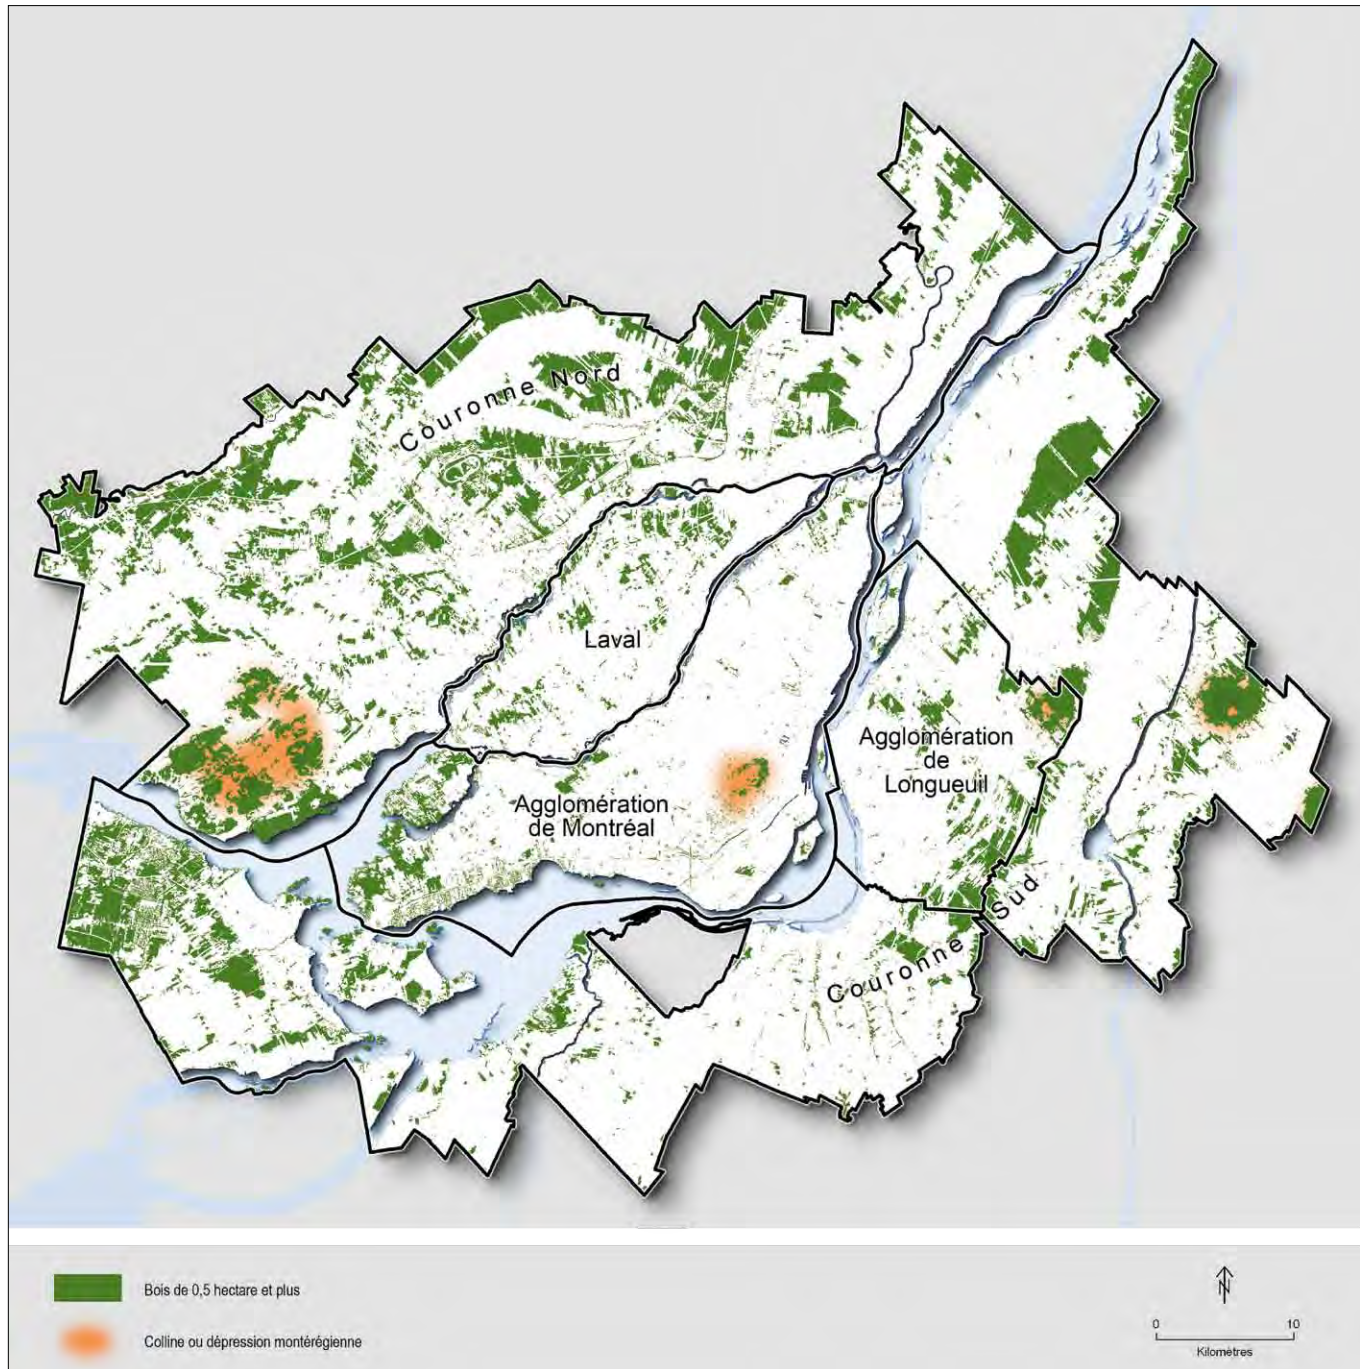 Couronne Nord
Laval
Agglomération
de Montréal
Agglomération
de
Longueuil
Couronne Sud
Bois de 0,5 hectare et plus
Colline ou dépression montérégienne
N
0 10
Kilomètres